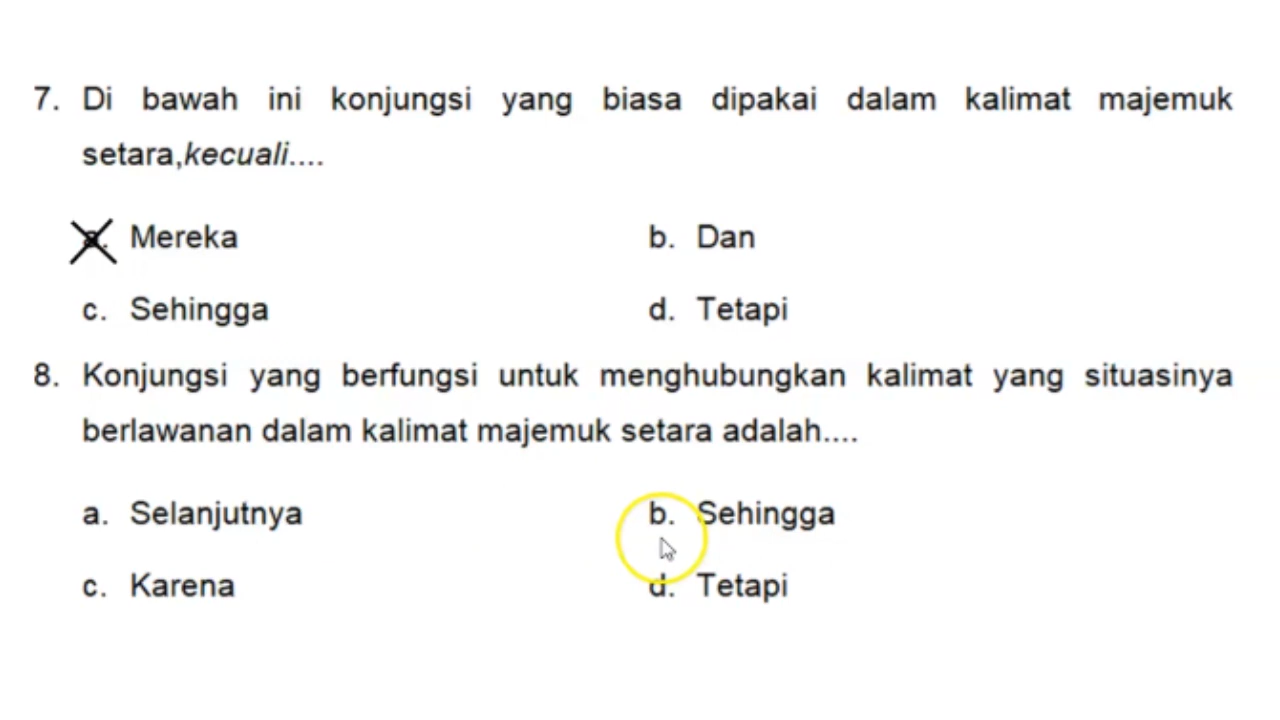 7. Di bawah ini konjungsi yang biasa dipakai dalam kalimat majemuk
setara,kecuali....
a. Mereka b. Dan
c. Sehingga d. Tetapi
8. Konjungsi yang berfungsi untuk menghubungkan kalimat yang situasinya
berlawanan dalam kalimat majemuk setara adalah....
a. Selanjutnya b. Sehingga
c. Karena d. Tetapi